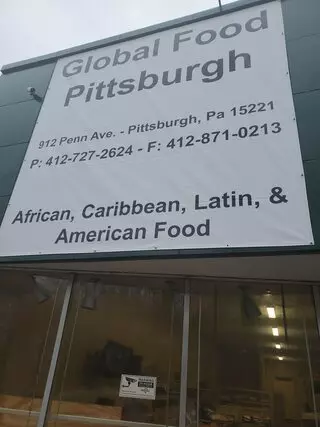 Global Food
Pittsburgh
912 Penn Ave. - Pittsburgh, Pa 15221
P: 412-727-2624 - F: 412-871-0213
African, Caribbean, Latin, &
American Food